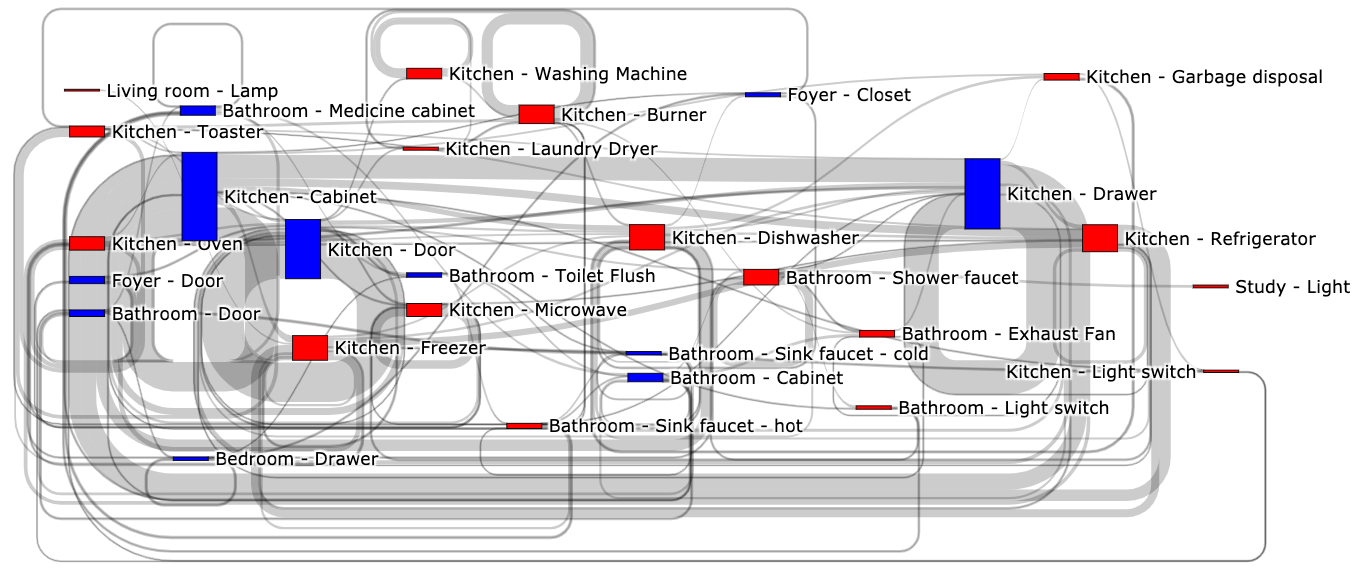 Kitchen - Washing Machine
Kitchen - Garbage disposal
Living room - Lamp
Foyer - Closet
Bathroom - Medicine cabinet
Kitchen - Burner
Kitchen - Toaster
Kitchen - Laundry Dryer
Kitchen - Cabinet
Kitchen - Drawer
Kitchen - Oven
Kitchen - Door
Kitchen - Dishwasher
Kitchen - Refrigerator
Foyer - Door
Bathroom - Toilet Flush
Bathroom - Shower faucet
Study - Light
Bathroom - Door
Kitchen - Microwave
Bathroom - Exhaust Fan
Kitchen - Freezer
Bathroom - Sink faucet - cold
Kitchen - Light switch
Bathroom - Cabinet
Bathroom - Light switch
Bathroom - Sink faucet - hot
Bedroom - Drawer